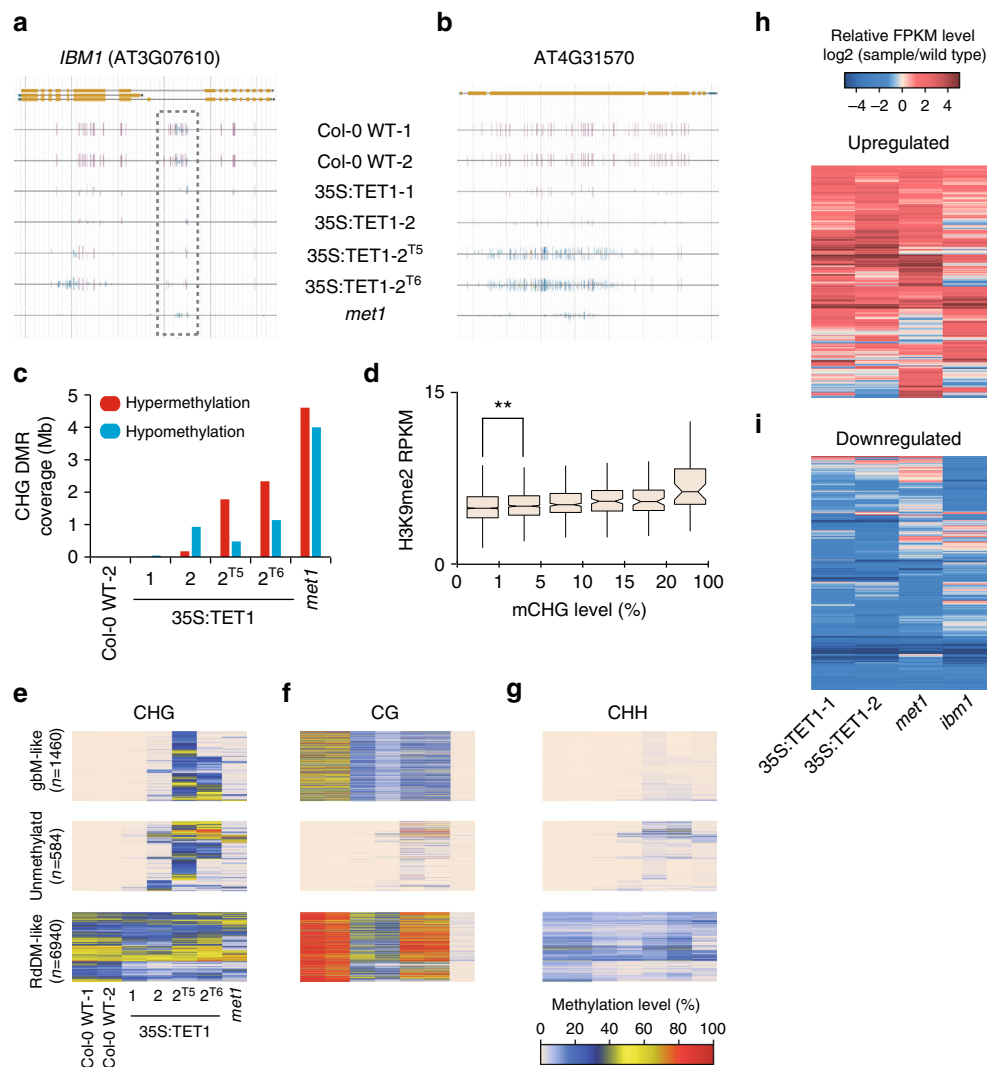 a
IBM1 (AT3G07610)
b
AT4G31570
Col-0 WT-1
Col-0 WT-2
35S:TET1-1
35S:TET1-2
35S:TET1-2T5
35S:TET1-2T6
met1
c
CHG DMR
coverage (Mb)
5
4
3
2
1
0
Hypermethylation
Hypomethylation
Col-0 WT-2
1
2
2T5
2T6
met1
35S:TET1
d
H3K9me2 RPKM
15
0
**
0
1
5
10
15
20
100
mCHG level (%)
e
CHG
f
CG
g
CHH
gbM-like
(n=1460)
Unmethylatd
(n=584)
RdDM-like
(n=6940)
Col-0 WT-1
Col-0 WT-2
1
2
2T5
2T6
met1
35S:TET1
Methylation level (%)
0
20
40
60
80
100
h
Relative FPKM level
log2 (sample/wild type)
−4
−2
0
2
4
Upregulated
i
Downregulated
35S:TET1-1
35S:TET1-2
met1
ibm1